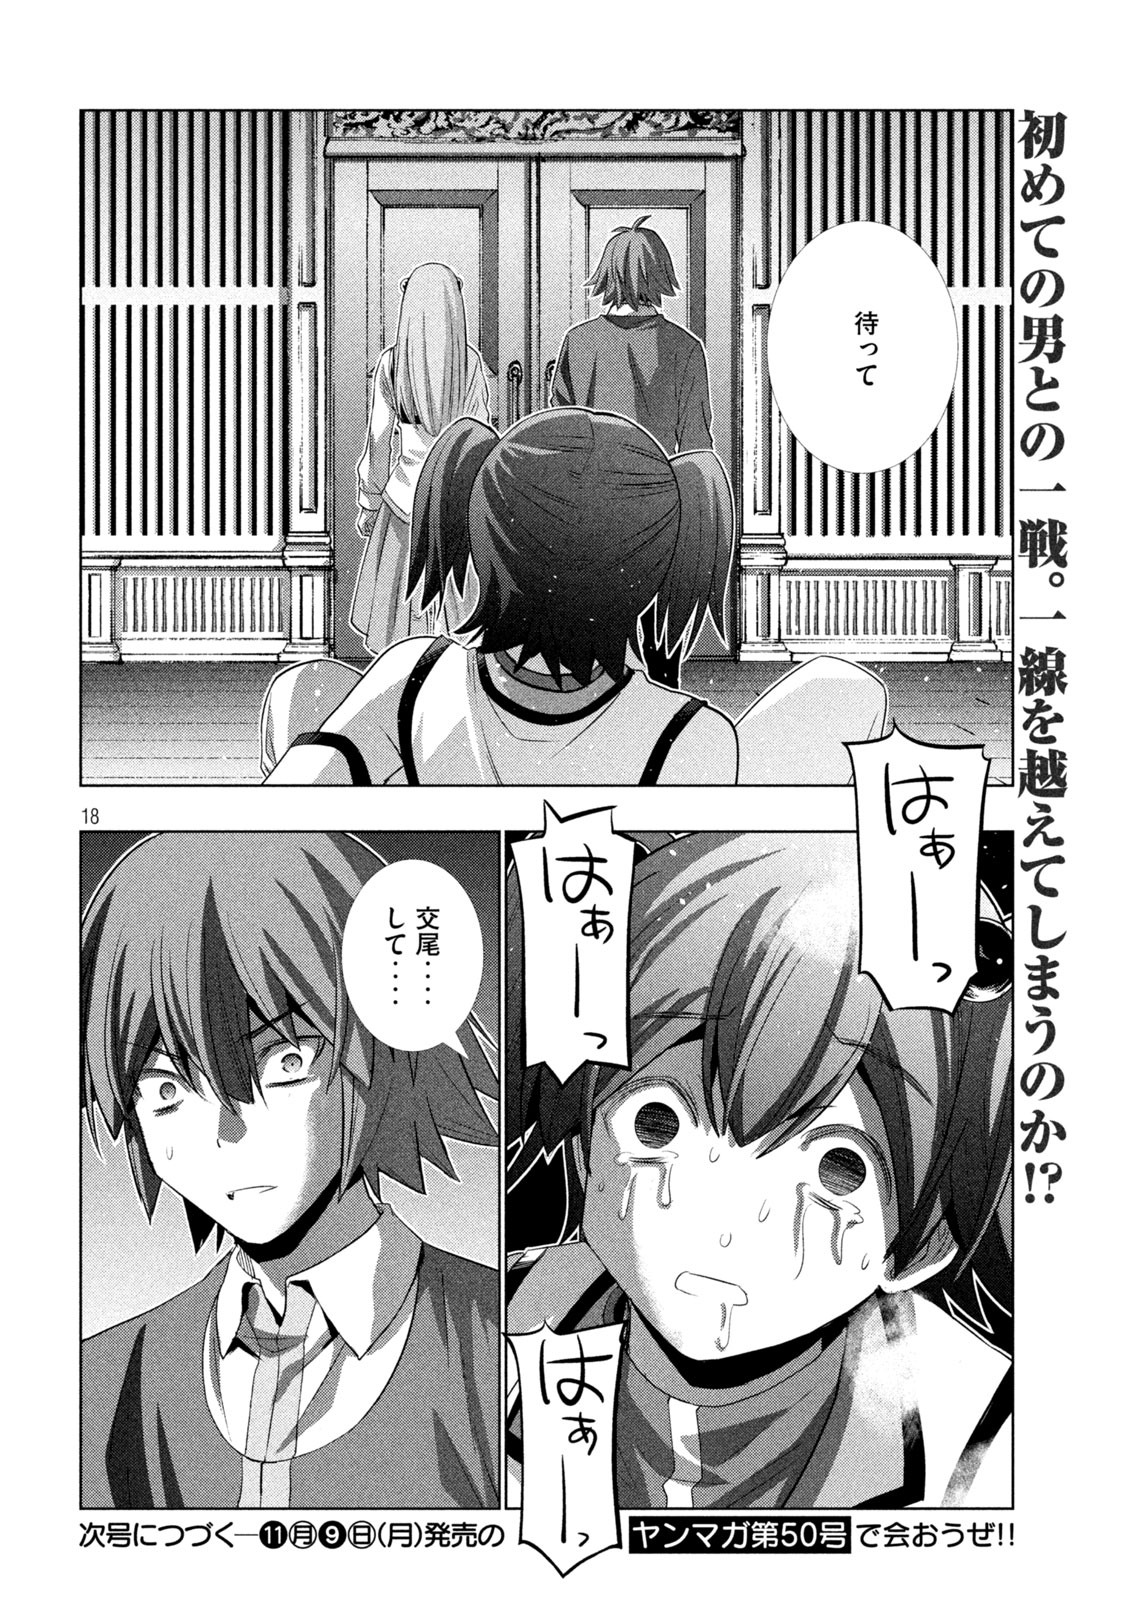 初めての男との一戦。一線を越えてしまうのか!?
待って
はぁーっ
はぁーっ
はぁーっ
交尾‥‥
して‥‥
18
次号につづく─11月9日(月)発売の ヤンマガ第50号で会おうぜ!!